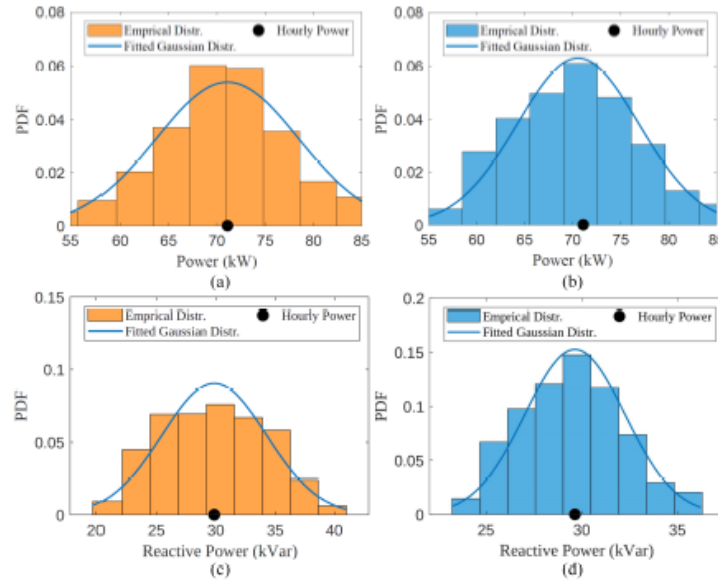 0.08
Emprical Distr.
Hourly Power
Fitted Gaussian Distr.
0.06
0.04
0.02
0
PDF
55 60 65 70 75 80 85
Power (kW)
(a)
0.08
Emprical Distr.
Hourly Power
Fitted Gaussian Distr.
0.06
0.04
0.02
0
PDF
55 60 65 70 75 80 85
Power (kW)
(b)
0.15
Emprical Distr.
Hourly Power
Fitted Gaussian Distr.
0.1
0.05
0
PDF
20 25 30 35 40
Reactive Power (kVar)
(c)
0.2
Emprical Distr.
Hourly Power
Fitted Gaussian Distr.
0.15
0.1
0.05
0
PDF
25 30 35
Reactive Power (kVar)
(d)